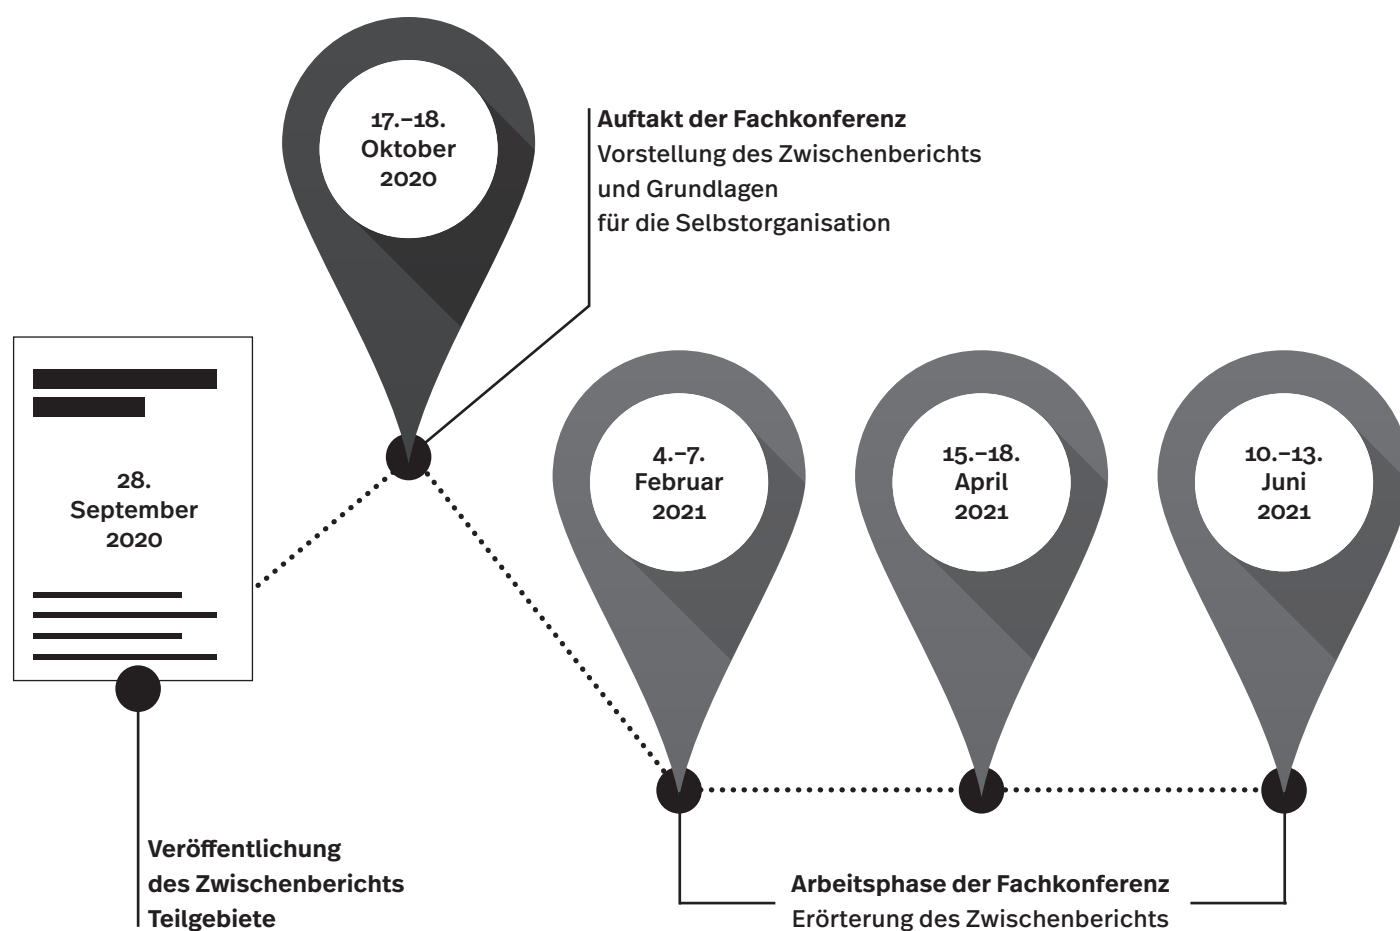 17.–18.
Oktober
2020
Auftakt der Fachkonferenz
Vorstellung des Zwischenberichts
und Grundlagen
für die Selbstorganisation
28.
September
2020
4.–7.
Februar
2021
15.–18.
April
2021
10.–13.
Juni
2021
Veröffentlichung
des Zwischenberichts
Teilgebiete
Arbeitsphase der Fachkonferenz
Erörterung des Zwischenberichts